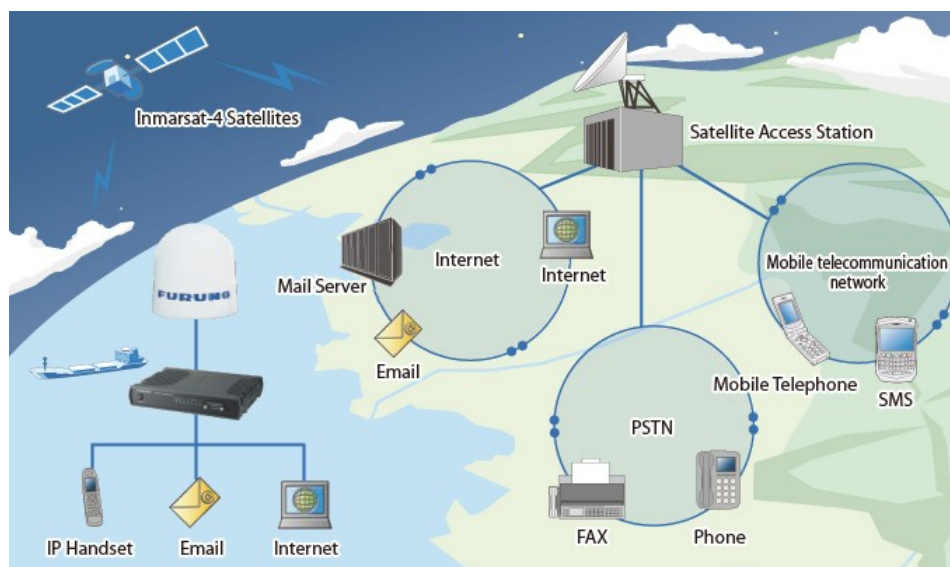 Inmarsat-4 Satellites
Satellite Access Station
Internet
Mail Server
Internet
Email
Mobile telecommunication
network
Mobile Telephone
SMS
PSTN
FAX
Phone
FURUNO
IP Handset
Email
Internet